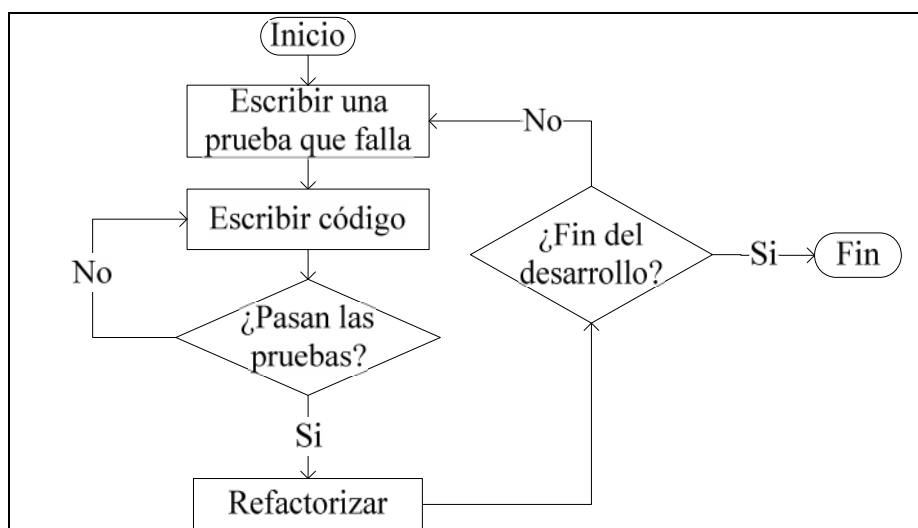 Inicio
Escribir una
prueba que falla
No
Escribir código
¿Fin del
desarrollo?
Si
Fin
No
¿Pasan las
pruebas?
Si
Refactorizar